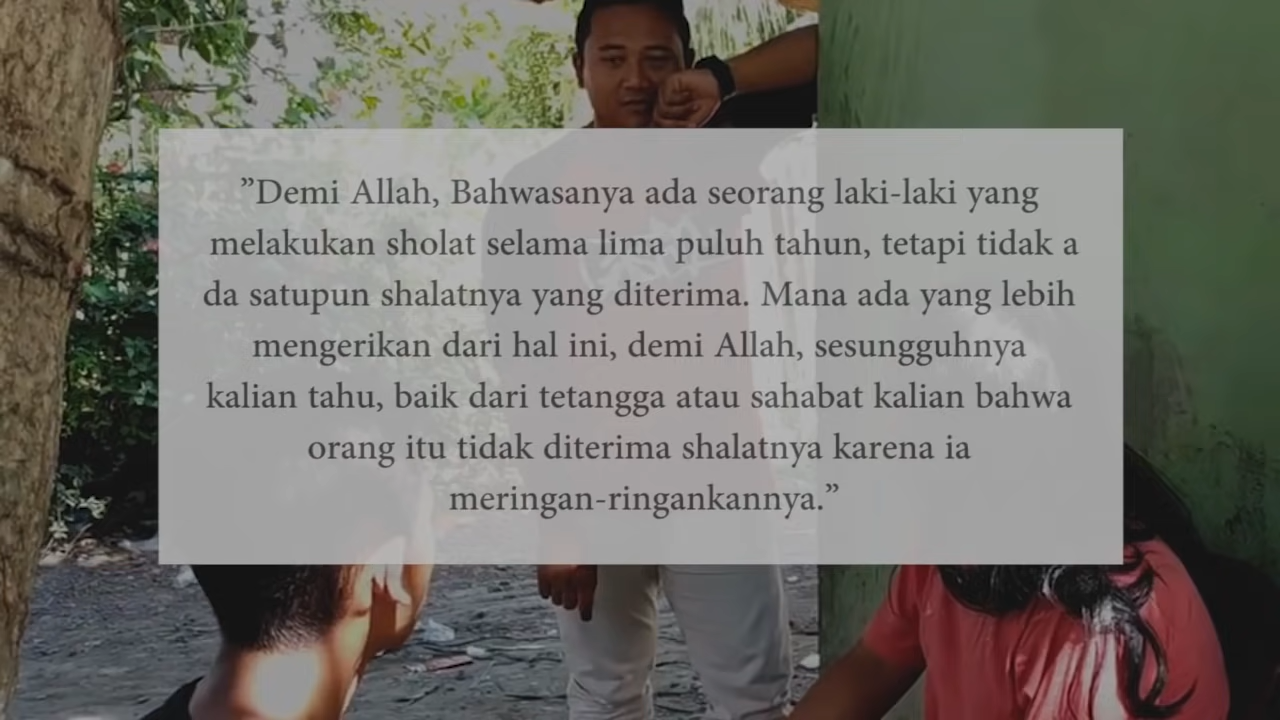 ”Demi Allah, Bahwasanya ada seorang laki-laki yang
melakukan sholat selama lima puluh tahun, tetapi tidak a
da satupun shalatnya yang diterima. Mana ada yang lebih
mengerikan dari hal ini, demi Allah, sesungguhnya
kalian tahu, baik dari tetangga atau sahabat kalian bahwa
orang itu tidak diterima shalatnya karena ia
meringan-ringankannya.”